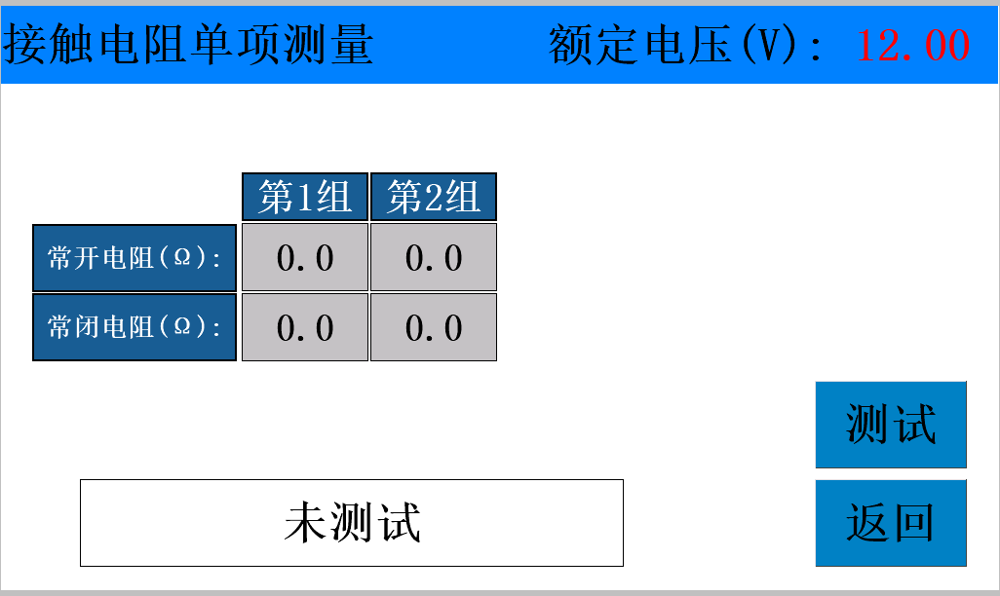 接触电阻单项测量 额定电压(V): 12.00
第1组 第2组
常开电阻(Ω): 0.0 0.0
常闭电阻(Ω): 0.0 0.0
测试
未测试 返回